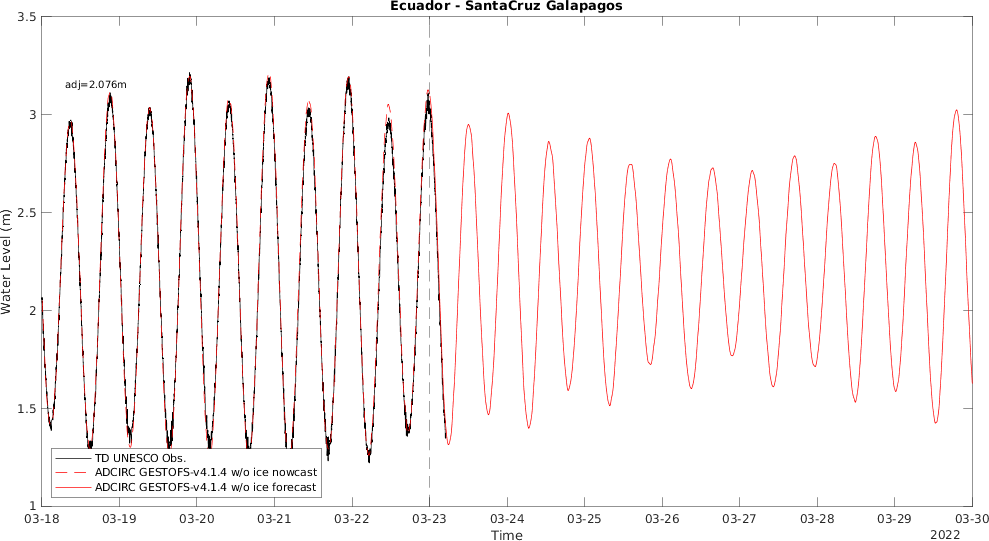 Ecuador - SantaCruz Galapagos
3.5
adj=2.076m
3
2.5
Water Level (m)
2
1.5
TD UNESCO Obs.
ADCIRC GESTOFS-v4.1.4 w/o ice nowcast
ADCIRC GESTOFS-v4.1.4 w/o ice forecast
1
03-18 03-19 03-20 03-21 03-22 03-23 03-24 03-25 03-26 03-27 03-28 03-29 03-30
Time
2022